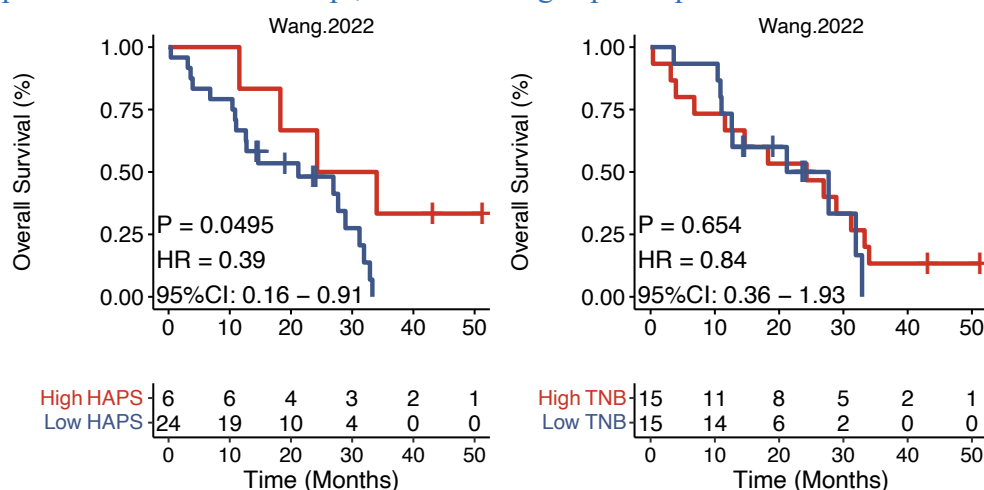 Wang.2022
Overall Survival (%)
1.00
0.75
0.50
0.25
0.00
P = 0.0495
HR = 0.39
95%CI: 0.16 – 0.91
0 10 20 30 40 50
High HAPS 6 6 4 3 2 1
Low HAPS 24 19 10 4 0 0
0 10 20 30 40 50
Time (Months)
Wang.2022
Overall Survival (%)
1.00
0.75
0.50
0.25
0.00
P = 0.654
HR = 0.84
95%CI: 0.36 – 1.93
0 10 20 30 40 50
High TNB 15 11 8 5 2 1
Low TNB 15 14 6 2 0 0
0 10 20 30 40 50
Time (Months)